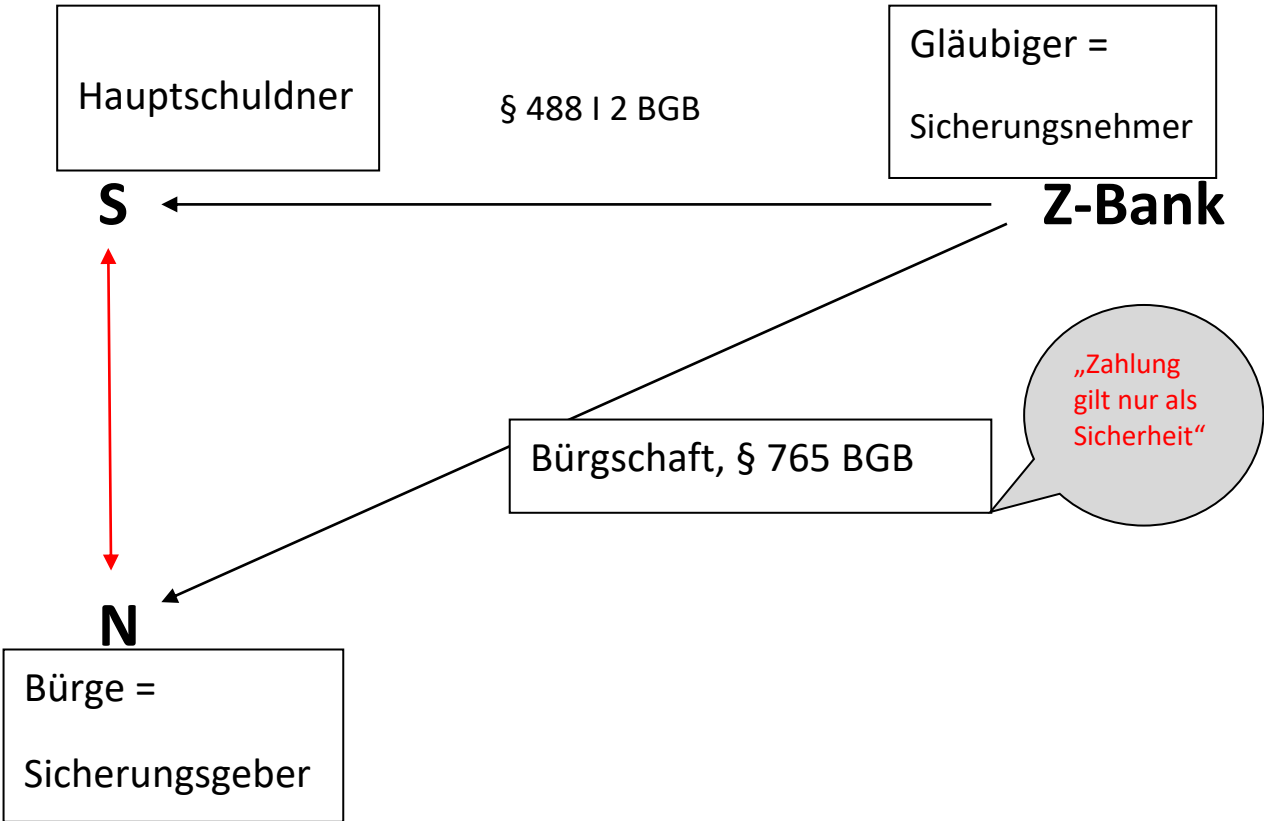 Hauptschuldner
§ 488 I 2 BGB
Gläubiger =
Sicherungsnehmer
S
Z-Bank
„Zahlung
gilt nur als
Sicherheit“
Bürgschaft, § 765 BGB
N
Bürge =
Sicherungsgeber